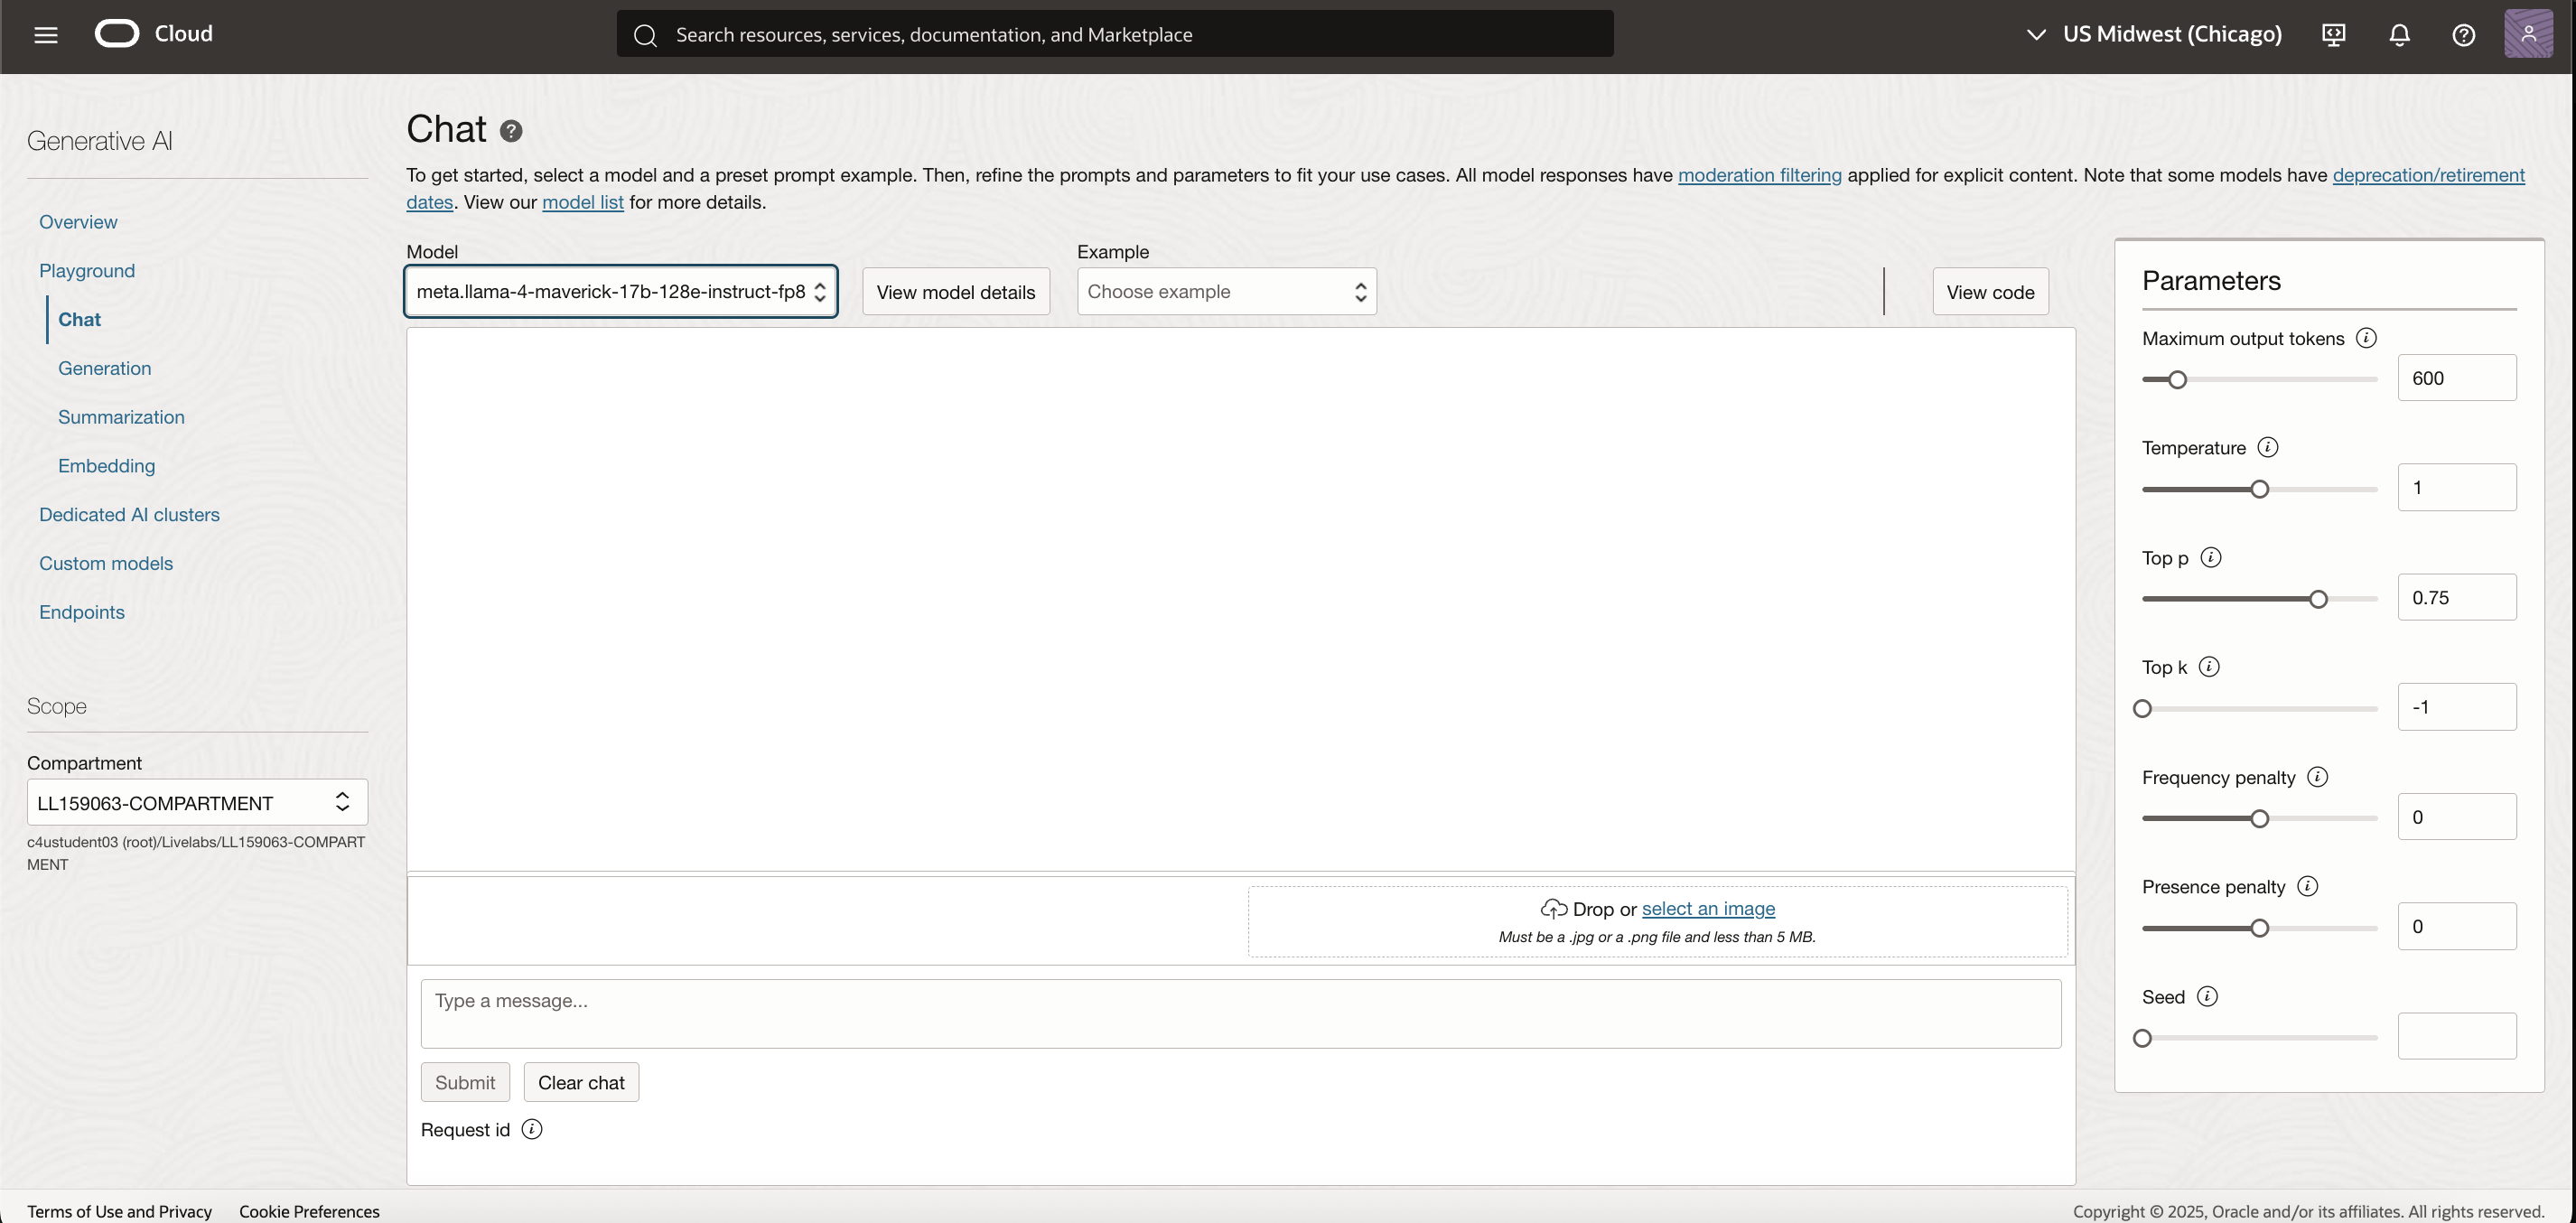 Cloud
Search resources, services, documentation, and Marketplace
US Midwest (Chicago)
Generative AI
Overview
Playground
Chat
Generation
Summarization
Embedding
Dedicated AI clusters
Custom models
Endpoints
Scope
Compartment
LL159063-COMPARTMENT
c4ustudent03 (root)/Livelabs/LL159063-COMPART
MENT
Chat
To get started, select a model and a preset prompt example. Then, refine the prompts and parameters to fit your use cases. All model responses have moderation filtering applied for explicit content. Note that some models have deprecation/retirement
dates. View our model list for more details.
Model
meta.llama-4-maverick-17b-128e-instruct-fp8
View model details
Example
Choose example
View code
Drop or select an image
Must be a .jpg or a .png file and less than 5 MB.
Type a message...
Submit
Clear chat
Request id
Parameters
Maximum output tokens
600
Temperature
1
Top p
0.75
Top k
-1
Frequency penalty
0
Presence penalty
0
Seed
Terms of Use and Privacy
Cookie Preferences
Copyright © 2025, Oracle and/or its affiliates. All rights reserved.